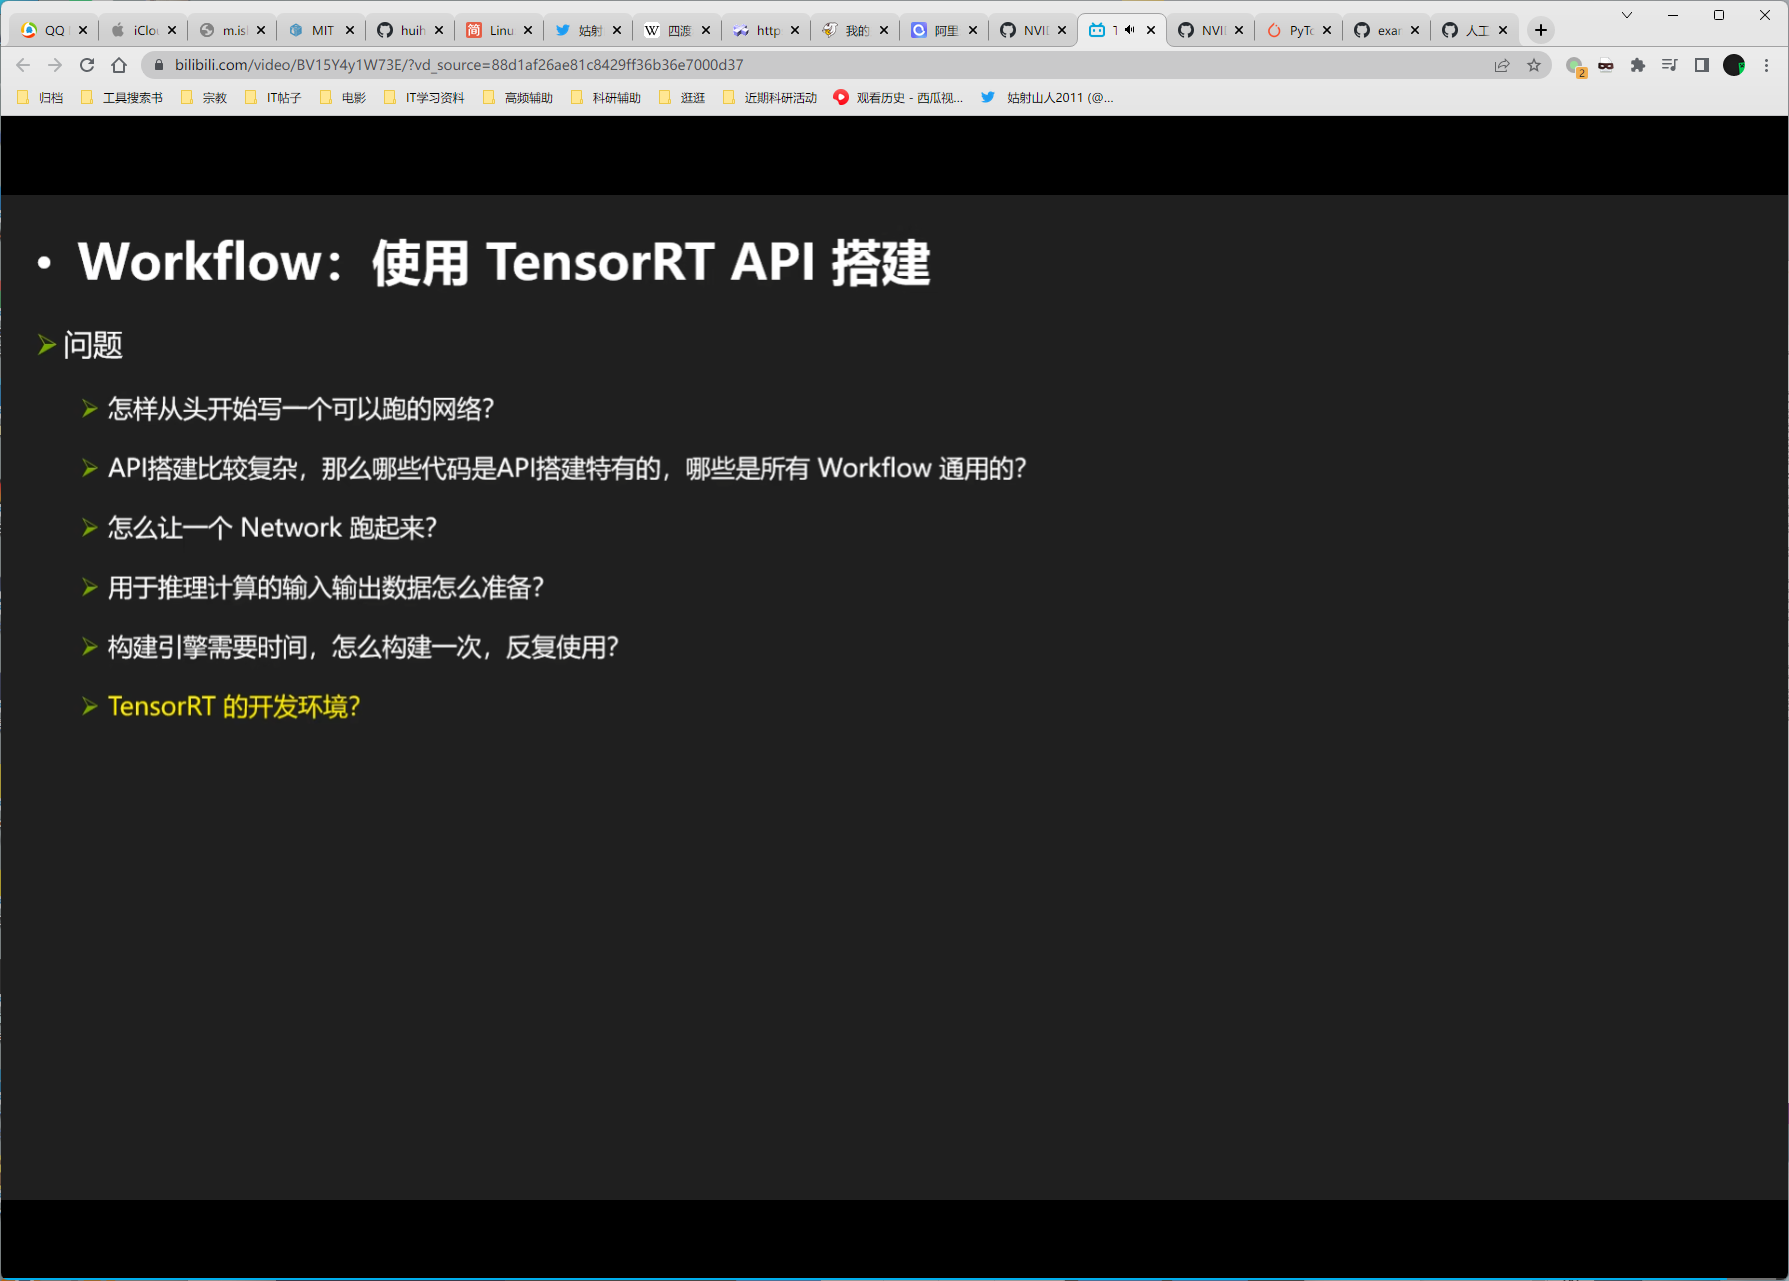 QQ iClou m.isl MIT huih Linu 姑射 四渡 http 我的 阿里 NVI NVI PyTo exar 人工
bilibili.com/video/BV15Y4y1W73E/?vd_source=88d1af26ae81c8429ff36b36e7000d37
2
归档 工具搜索书 宗教 IT帖子 电影 IT学习资料 高频辅助 科研辅助 逛逛 近期科研活动 观看历史 - 西瓜视... 姑射山人2011 (@...
• Workflow：使用 TensorRT API 搭建
问题
怎样从头开始写一个可以跑的网络？
API搭建比较复杂，那么哪些代码是API搭建特有的，哪些是所有 Workflow 通用的？
怎么让一个 Network 跑起来？
用于推理计算的输入输出数据怎么准备？
构建引擎需要时间，怎么构建一次，反复使用？
TensorRT 的开发环境？